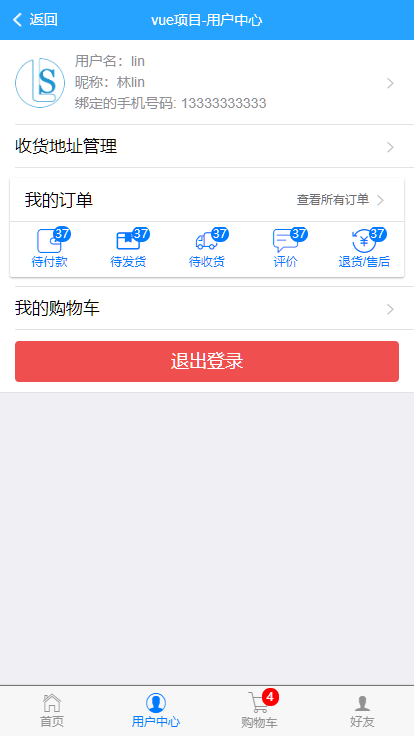 返回
vue项目-用户中心
用户名：lin
昵称：林lin
绑定的手机号码: 13333333333
收货地址管理
我的订单 查看所有订单
37 37 37 37 37
待付款 待发货 待收货 评价 退货/售后
我的购物车
退出登录
4
首页 用户中心 购物车 好友